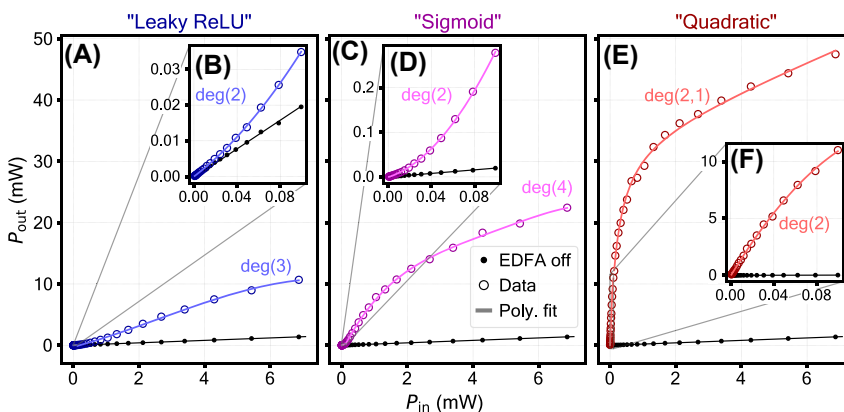 "Leaky ReLU"
"Sigmoid"
"Quadratic"
50
40
30
20
10
0
P_out (mW)
(A)
(B)
0.03
0.02
0.01
0.00
deg(2)
0.00
0.04
0.08
deg(3)
0
2
4
6
(C)
(D)
0.2
0.1
0.0
deg(2)
0.00
0.04
0.08
deg(4)
EDFA off
Data
Poly. fit
0
2
4
6
P_in (mW)
(E)
deg(2,1)
(F)
10
5
0
deg(2)
0.00
0.04
0.08
0
2
4
6